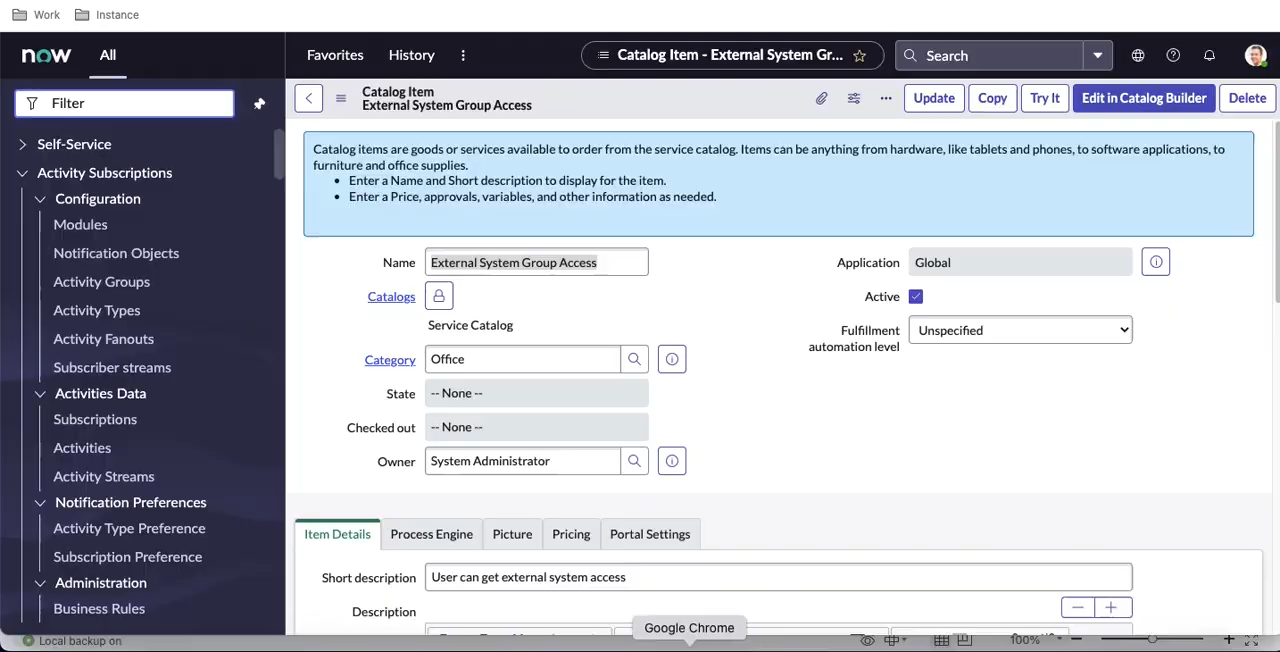 Work Instance
now All Favorites History Catalog Item - External System Gr... Search
Filter
Self-Service
Activity Subscriptions
Configuration
Modules
Notification Objects
Activity Groups
Activity Types
Activity Fanouts
Subscriber streams
Activities Data
Subscriptions
Activities
Activity Streams
Notification Preferences
Activity Type Preference
Subscription Preference
Administration
Business Rules
Catalog Item
External System Group Access
Update Copy Try It Edit in Catalog Builder Delete
Catalog items are goods or services available to order from the service catalog. Items can be anything from hardware, like tablets and phones, to software applications, to
furniture and office supplies.
• Enter a Name and Short description to display for the item.
• Enter a Price, approvals, variables, and other information as needed.
Name External System Group Access
Catalogs
Service Catalog
Category Office
State -- None --
Checked out -- None --
Owner System Administrator
Application Global
Active
Fulfillment
automation level Unspecified
Item Details Process Engine Picture Pricing Portal Settings
Short description User can get external system access
Description
Google Chrome
Local backup on 100%